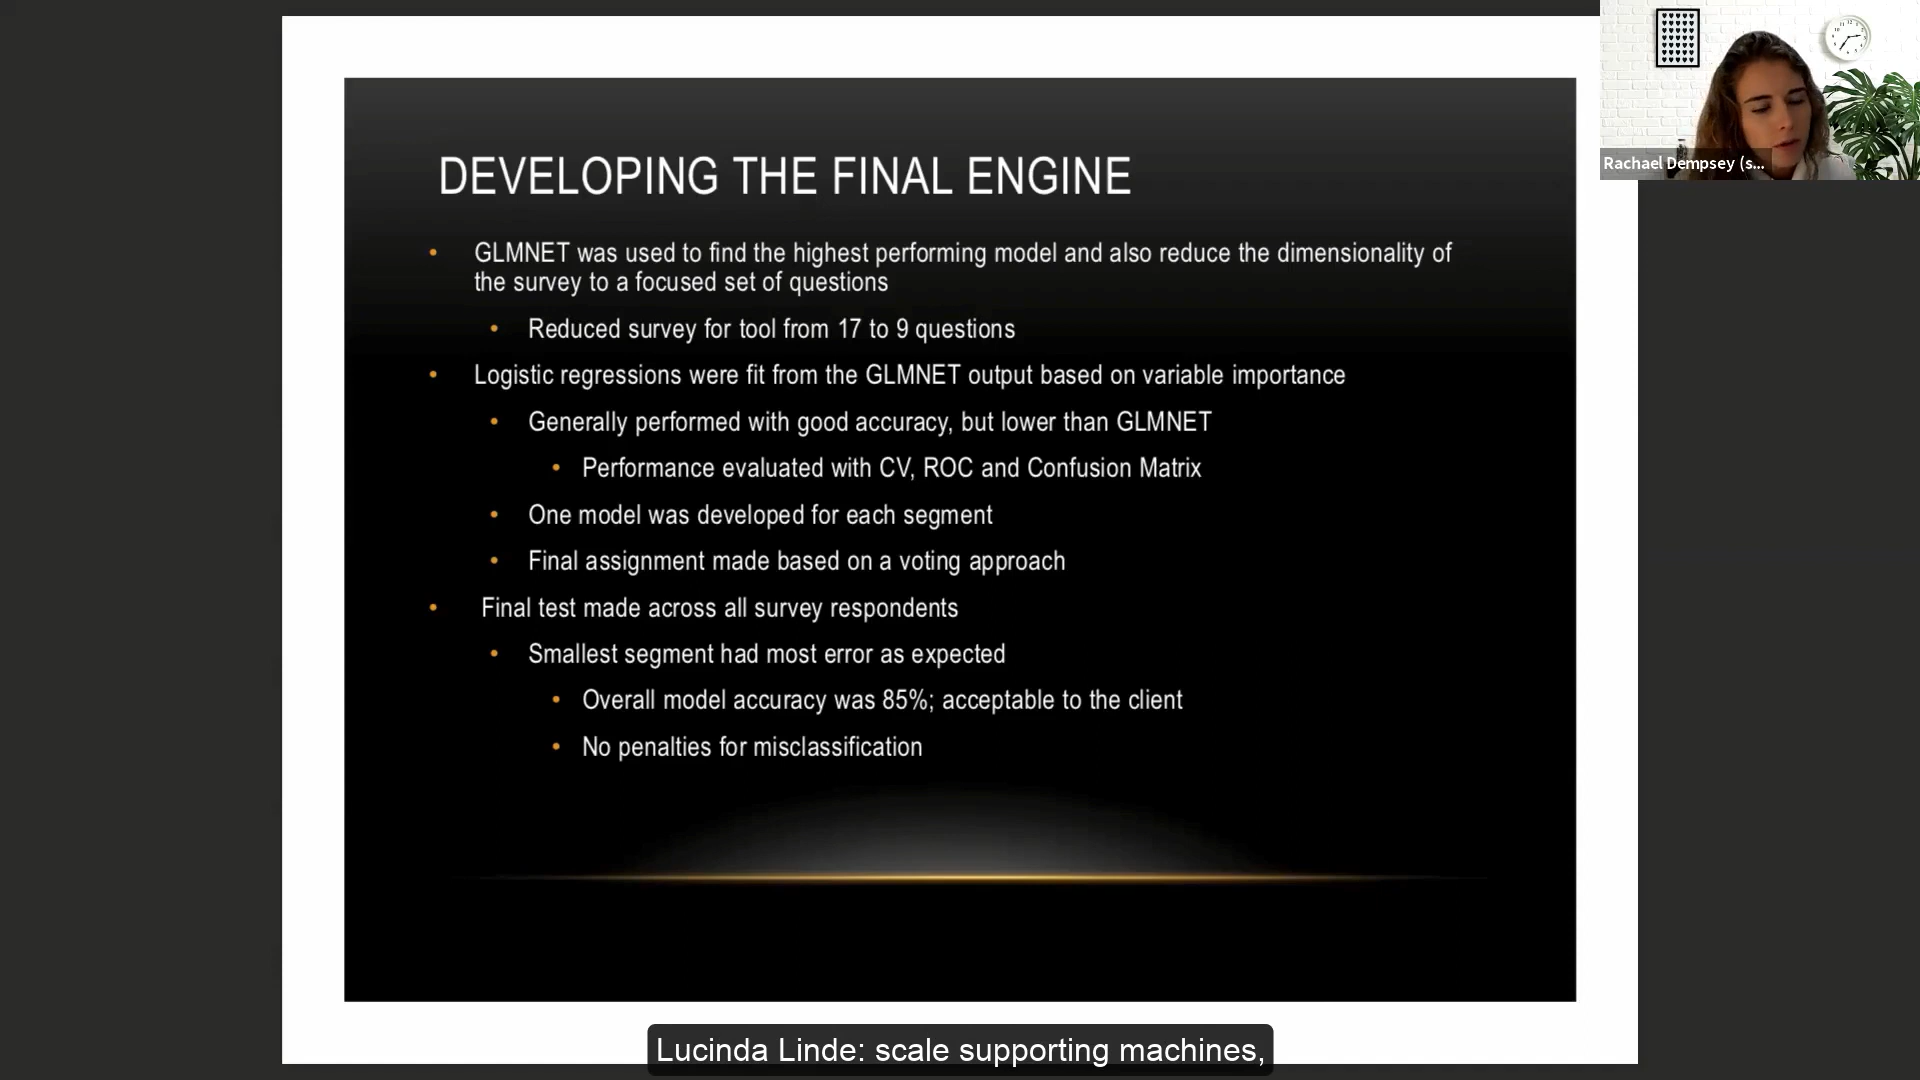 DEVELOPING THE FINAL ENGINE
• GLMNET was used to find the highest performing model and also reduce the dimensionality of
the survey to a focused set of questions
• Reduced survey for tool from 17 to 9 questions
• Logistic regressions were fit from the GLMNET output based on variable importance
• Generally performed with good accuracy, but lower than GLMNET
• Performance evaluated with CV, ROC and Confusion Matrix
• One model was developed for each segment
• Final assignment made based on a voting approach
• Final test made across all survey respondents
• Smallest segment had most error as expected
• Overall model accuracy was 85%; acceptable to the client
• No penalties for misclassification
Rachael Dempsey (s...
Lucinda Linde: scale supporting machines,